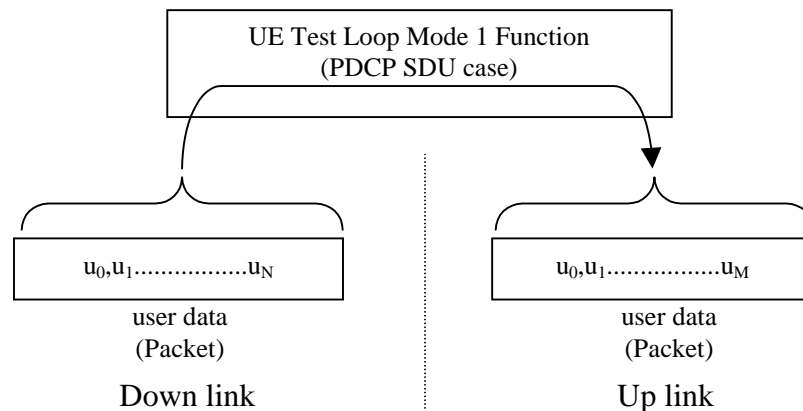 UE Test Loop Mode 1 Function
(PDCP SDU case)
u0,u1..................uN
u0,u1..................uM
user data
(Packet)
user data
(Packet)
Down link
Up link